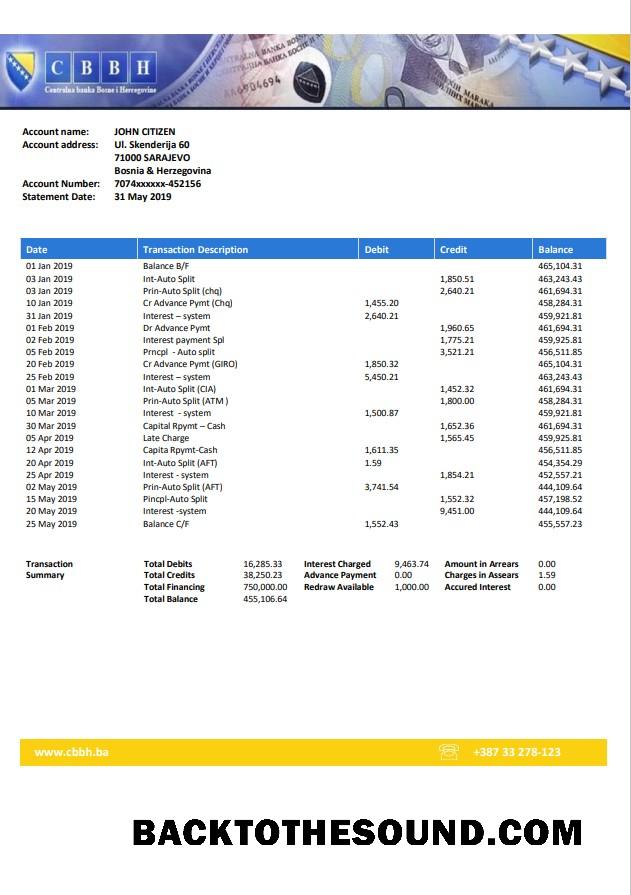 C B B H
Centralna banka Bosne i Hercegovine
Account name: JOHN CITIZEN
Account address: Ul. Skenderija 60
71000 SARAJEVO
Bosnia & Herzegovina
Account Number: 7074xxxxxx-452156
Statement Date: 31 May 2019
Date Transaction Description Debit Credit Balance
01 Jan 2019 Balance B/F 465,104.31
03 Jan 2019 Int-Auto Split 1,850.51 463,243.43
03 Jan 2019 Prin-Auto Split (chq) 2,640.21 461,694.31
10 Jan 2019 Cr Advance Pymt (Chq) 1,455.20 458,284.31
31 Jan 2019 Interest – system 2,640.21 459,921.81
01 Feb 2019 Dr Advance Pymt 1,960.65 461,694.31
02 Feb 2019 Interest payment Spl 1,775.21 459,925.81
05 Feb 2019 Prncpl - Auto split 3,521.21 456,511.85
20 Feb 2019 Cr Advance Pymt (GIRO) 1,850.32 465,104.31
25 Feb 2019 Interest – system 5,450.21 463,243.43
01 Mar 2019 Int-Auto Split (CIA) 1,452.32 461,694.31
05 Mar 2019 Prin-Auto Split (ATM ) 1,800.00 458,284.31
10 Mar 2019 Interest - system 1,500.87 459,921.81
30 Mar 2019 Capital Rpymt – Cash 1,652.36 461,694.31
05 Apr 2019 Late Charge 1,565.45 459,925.81
12 Apr 2019 Capita Rpymt-Cash 1,611.35 456,511.85
20 Apr 2019 Int-Auto Split (AFT) 1.59 454,354.29
25 Apr 2019 Interest - system 1,854.21 452,557.21
02 May 2019 Prin-Auto Split (AFT) 3,741.54 444,109.64
15 May 2019 Pincpl-Auto Split 1,552.32 457,198.52
20 May 2019 Interest -system 9,451.00 444,109.64
25 May 2019 Balance C/F 1,552.43 455,557.23
Transaction Total Debits 16,285.33 Interest Charged 9,463.74 Amount in Arrears 0.00
Summary Total Credits 38,250.23 Advance Payment 0.00 Charges in Assears 1.59
Total Financing 750,000.00 Redraw Available 1,000.00 Accured Interest 0.00
Total Balance 455,106.64
www.cbbh.ba +387 33 278-123
BACKTOTHESOUND.COM